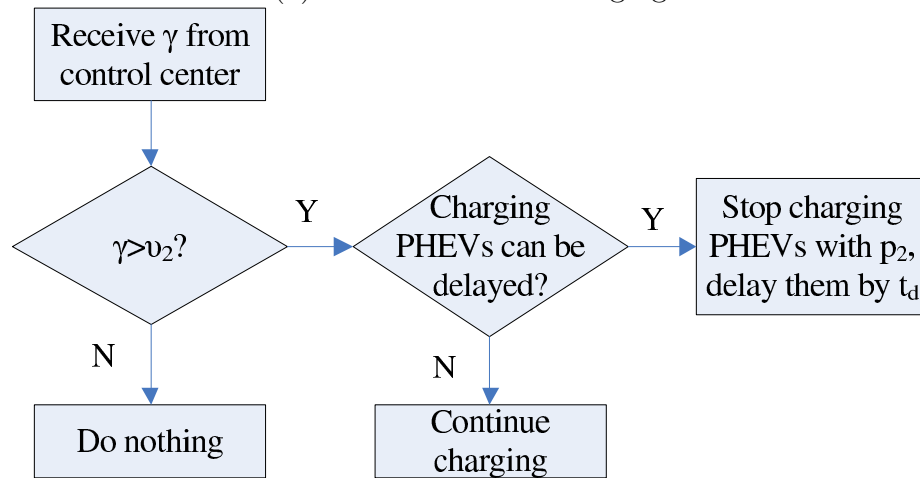 Receive γ from
control center
γ>υ₂?
Y
Charging
PHEVs can be
delayed?
Y
Stop charging
PHEVs with p₂,
delay them by t_d
N
N
Do nothing
Continue
charging